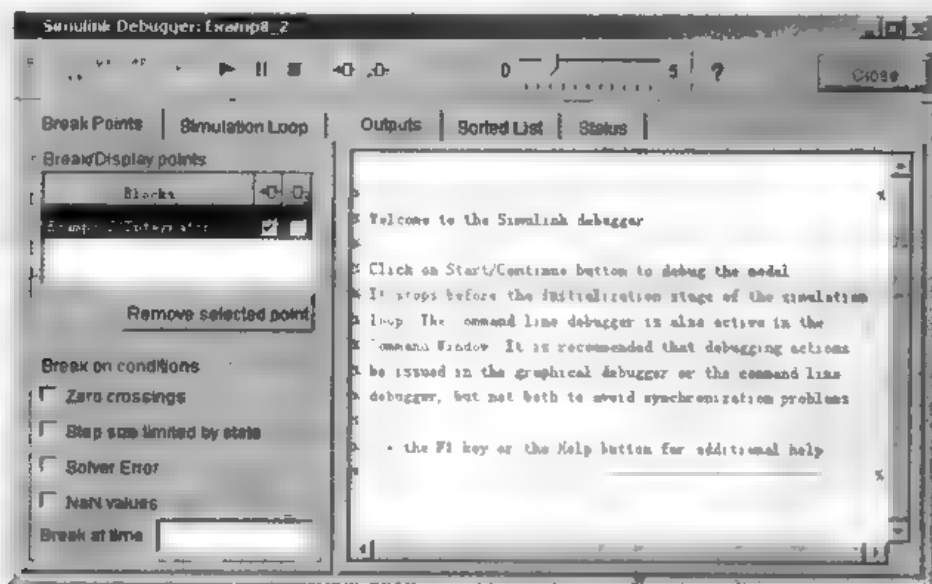 Simulink Debugger: Examp8_2
0 5 ? Close
Break Points Simulation Loop Outputs Sorted List Status
Break/Display points
Blocks
Remove selected point
Break on conditions
Zero crossings
Step size limited by state
Solver Error
NaN values
Break at time
%
% Welcome to the Simulink debugger
%
% Click on Start/Continue button to debug the model
% It stops before the initialization stage of the simulation
% loop The command line debugger is also active in the
% Command Window It is recommended that debugging actions
% be issued in the graphical debugger or the command line
% debugger, but not both to avoid synchronization problems
%
% the F1 key or the Help button for additional help
%